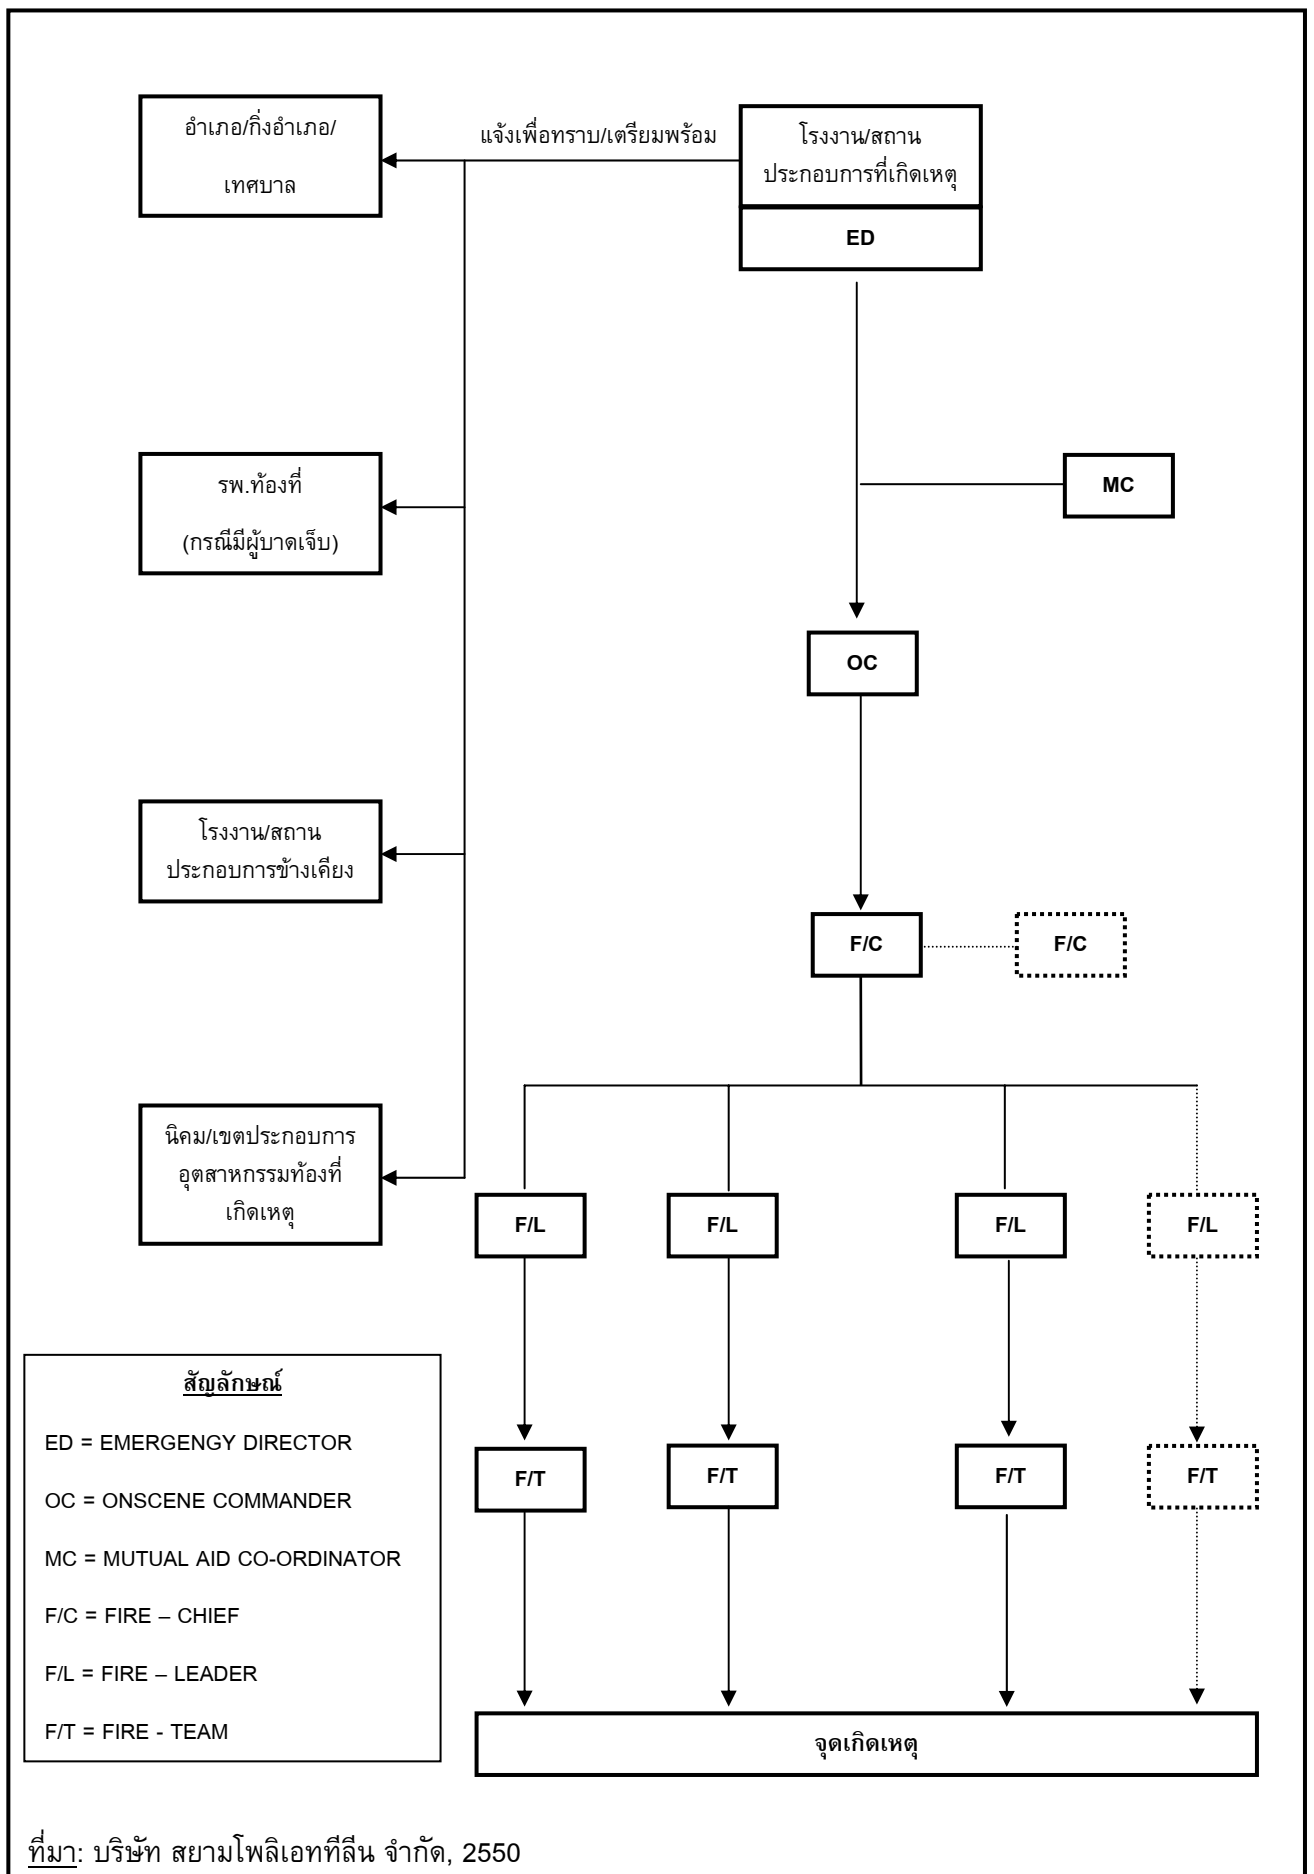 อำเภอ/กิ่งอำเภอ/
เทศบาล
แจ้งเพื่อทราบ/เตรียมพร้อม
โรงงาน/สถาน
ประกอบการที่เกิดเหตุ
ED
รพ.ท้องที่
(กรณีมีผู้บาดเจ็บ)
MC
OC
โรงงาน/สถาน
ประกอบการข้างเคียง
F/C
F/C
นิคม/เขตประกอบการ
อุตสาหกรรมท้องที่
เกิดเหตุ
F/L
F/L
F/L
F/L
F/T
F/T
F/T
F/T
จุดเกิดเหตุ
สัญลักษณ์
ED = EMERGENGY DIRECTOR
OC = ONSCENE COMMANDER
MC = MUTUAL AID CO-ORDINATOR
F/C = FIRE – CHIEF
F/L = FIRE – LEADER
F/T = FIRE - TEAM
ที่มา: บริษัท สยามโพลิเอททีลีน จำกัด, 2550